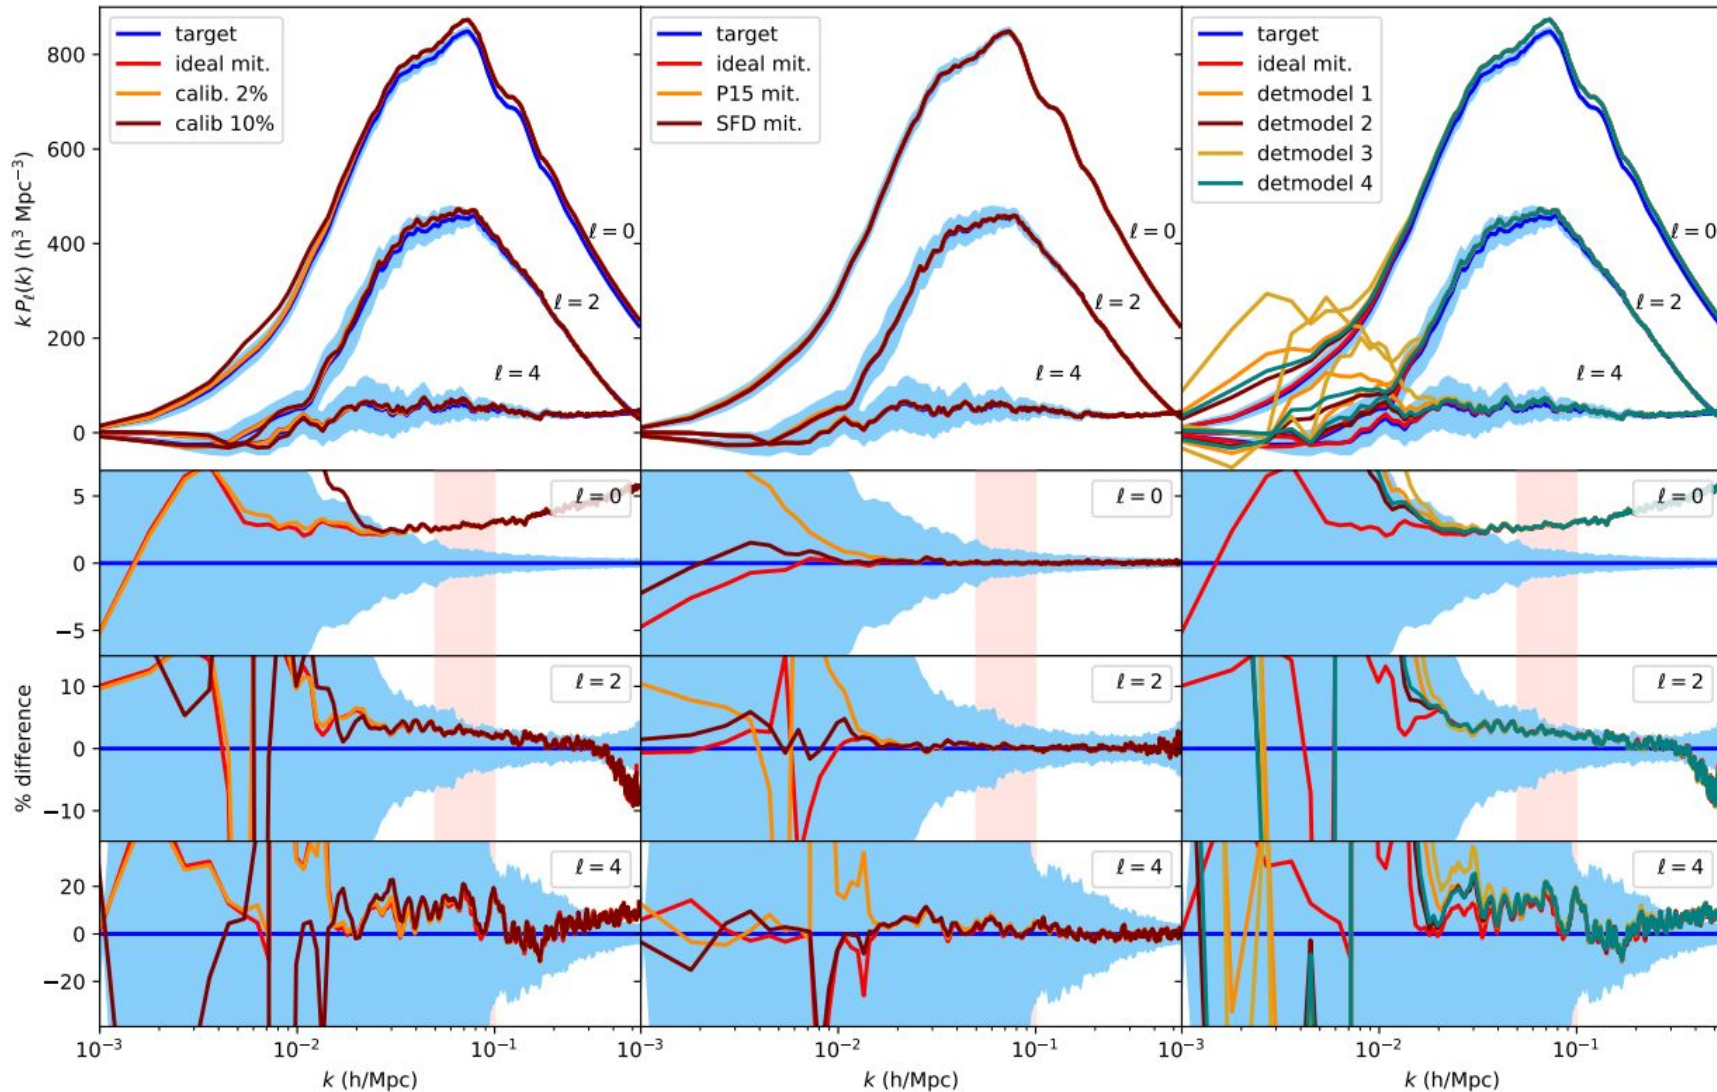 target
ideal mit.
calib. 2%
calib 10%
target
ideal mit.
P15 mit.
SFD mit.
target
ideal mit.
detmodel 1
detmodel 2
detmodel 3
detmodel 4
k Pℓ(k) (h³ Mpc⁻³)
800
600
400
200
0
ℓ = 0
ℓ = 2
ℓ = 4
ℓ = 0
ℓ = 2
ℓ = 4
ℓ = 0
ℓ = 2
ℓ = 4
5
0
−5
ℓ = 0
ℓ = 0
ℓ = 0
% difference
10
0
−10
ℓ = 2
ℓ = 2
ℓ = 2
20
0
−20
ℓ = 4
ℓ = 4
ℓ = 4
10⁻³ 10⁻² 10⁻¹ 10⁻³ 10⁻² 10⁻¹ 10⁻³ 10⁻² 10⁻¹
k (h/Mpc) k (h/Mpc) k (h/Mpc)